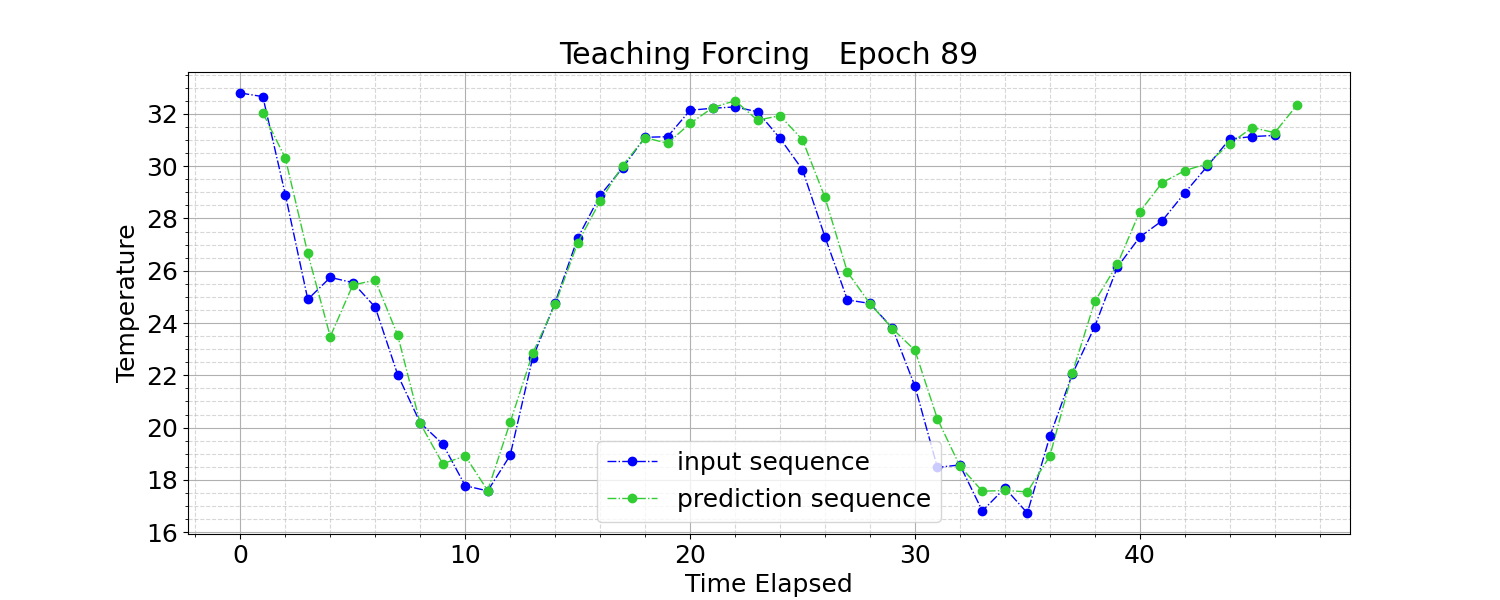 Teaching Forcing   Epoch 89
32
30
28
26
24
22
20
18
16
Temperature
input sequence
prediction sequence
0 10 20 30 40
Time Elapsed